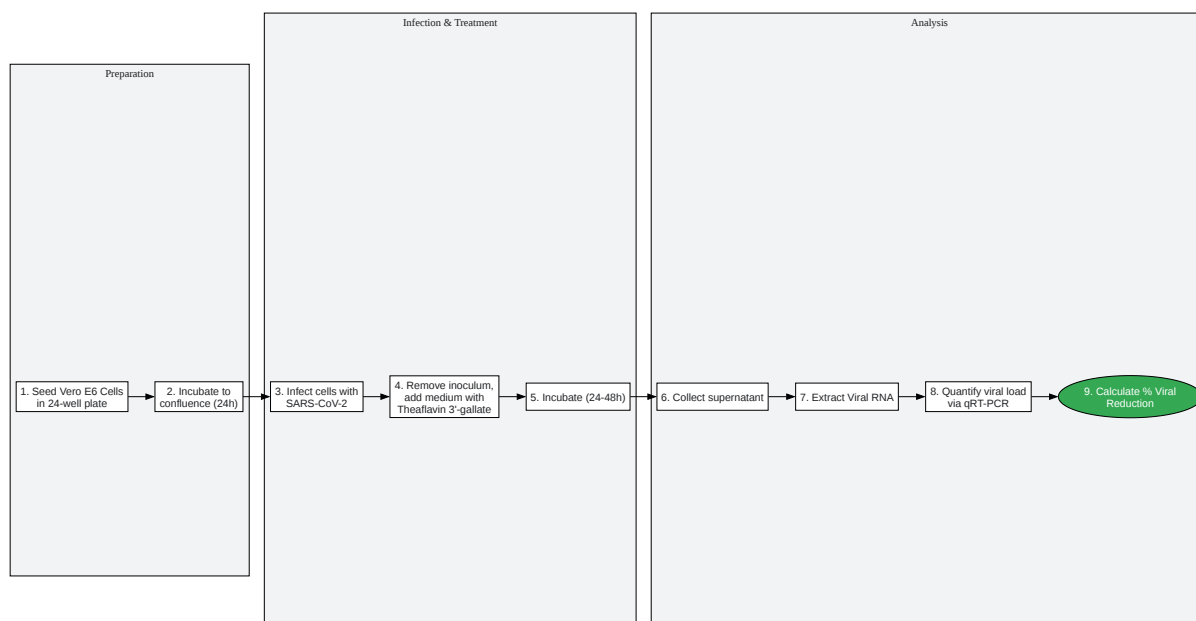 Infection & Treatment
Analysis
Preparation
1. Seed Vero E6 Cells
in 24-well plate
2. Incubate to
confluence (24h)
3. Infect cells with
SARS-CoV-2
4. Remove inoculum,
add medium with
Theaflavin 3'-gallate
5. Incubate (24-48h)
6. Collect supernatant
7. Extract Viral RNA
8. Quantify viral load
via qRT-PCR
9. Calculate % Viral
Reduction